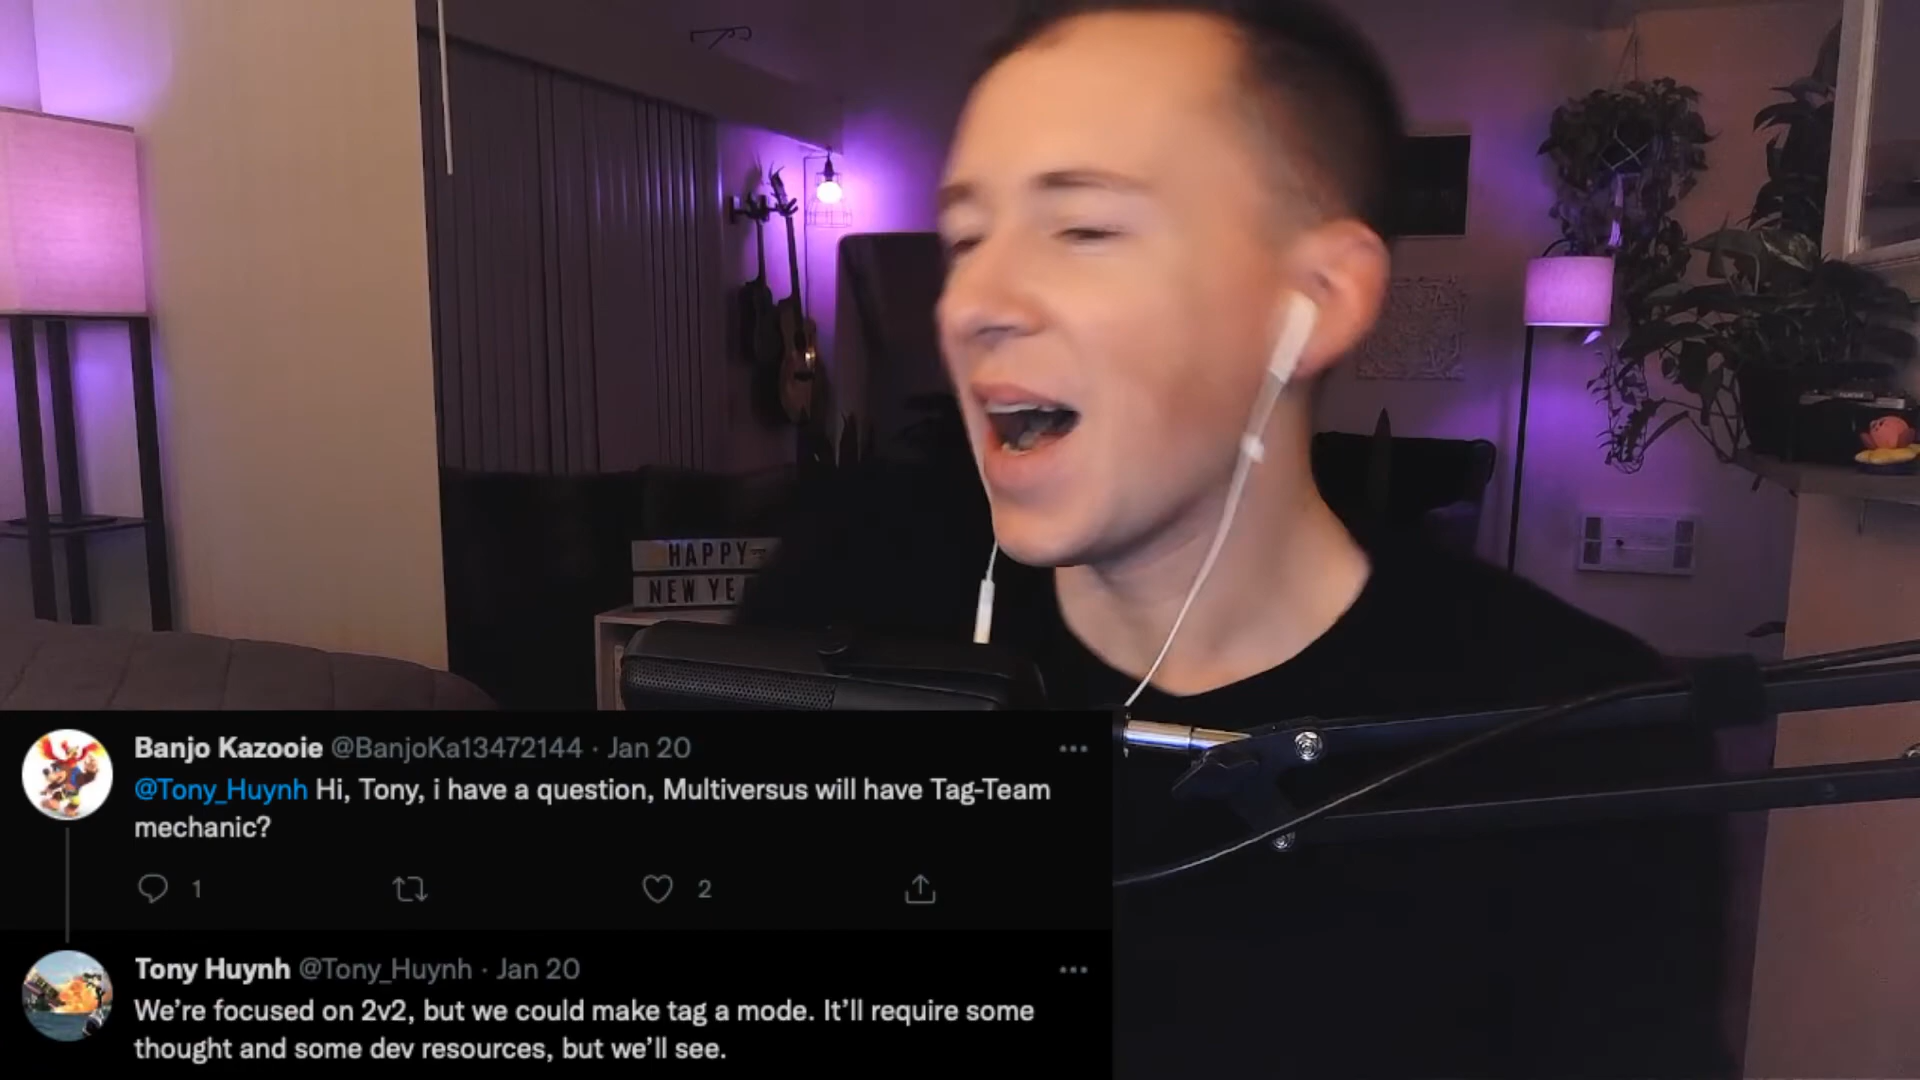 HAPPY
NEW YE
Banjo Kazooie @BanjoKa13472144 · Jan 20
@Tony_Huynh Hi, Tony, i have a question, Multiversus will have Tag-Team
mechanic?
1
2
Tony Huynh @Tony_Huynh · Jan 20
We're focused on 2v2, but we could make tag a mode. It'll require some
thought and some dev resources, but we'll see.